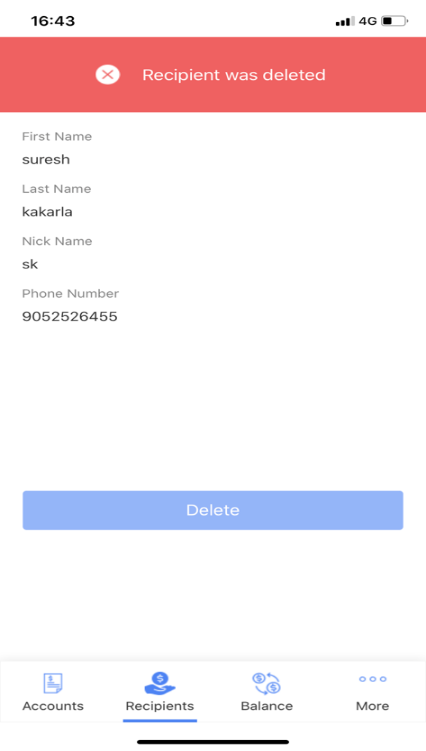 16:43
4G
Recipient was deleted
First Name
suresh
Last Name
kakarla
Nick Name
sk
Phone Number
9052526455
Delete
Accounts
Recipients
Balance
More